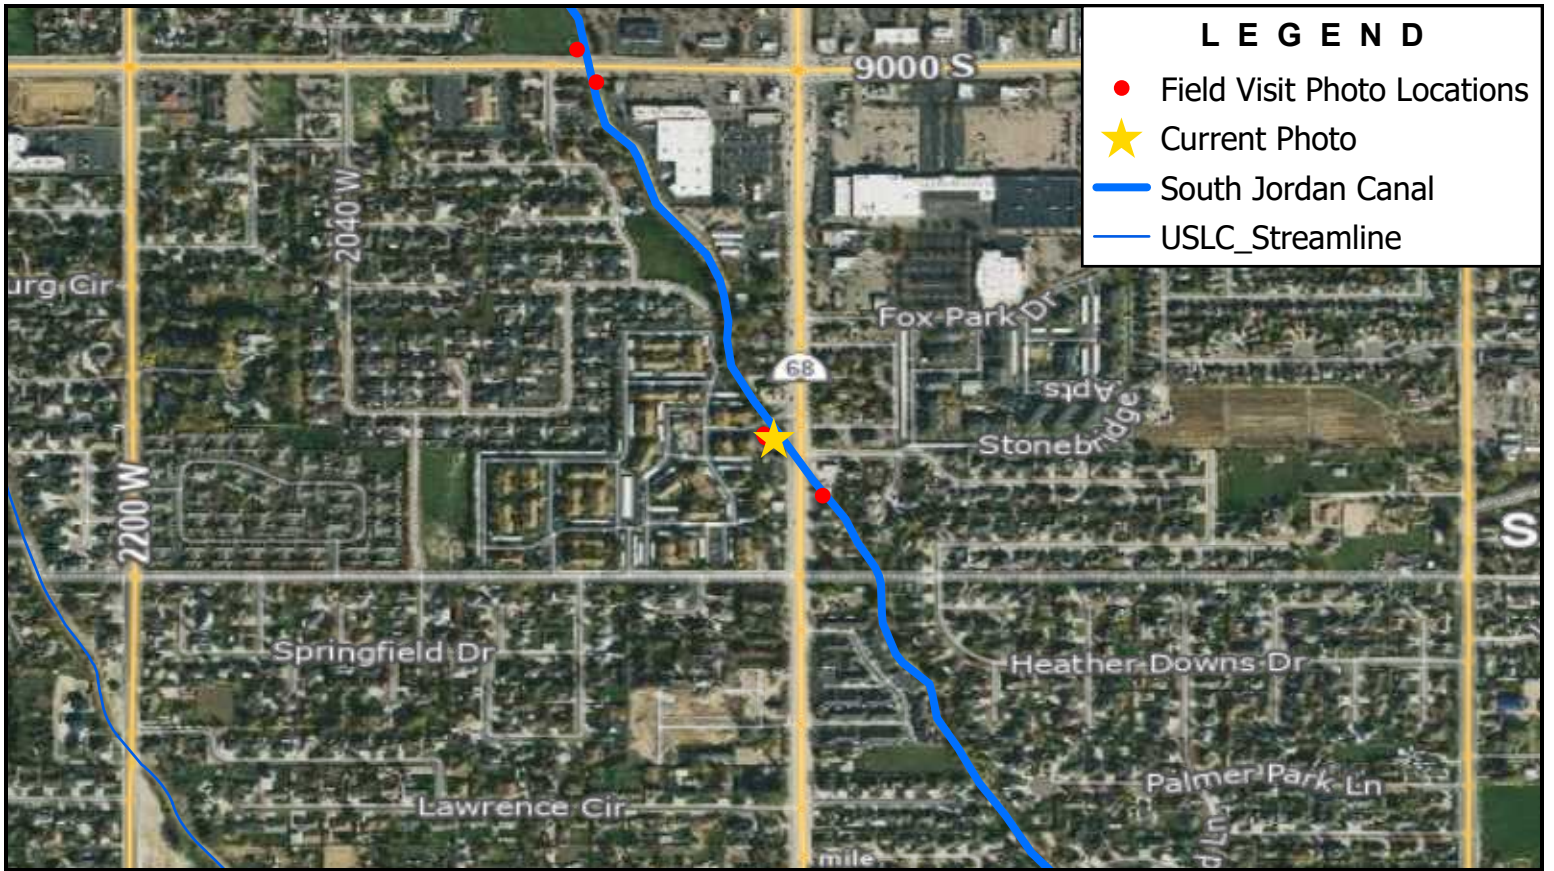 L E G E N D
Field Visit Photo Locations
Current Photo
South Jordan Canal
USLC_Streamline
9000 S
2040 W
urg Cir
Fox Park Dr
68
Apts
Stonebridge
2200 W
S
Springfield Dr
Heather Downs Dr
Palmer Park Ln
Lawrence Cir
mile
d Ln